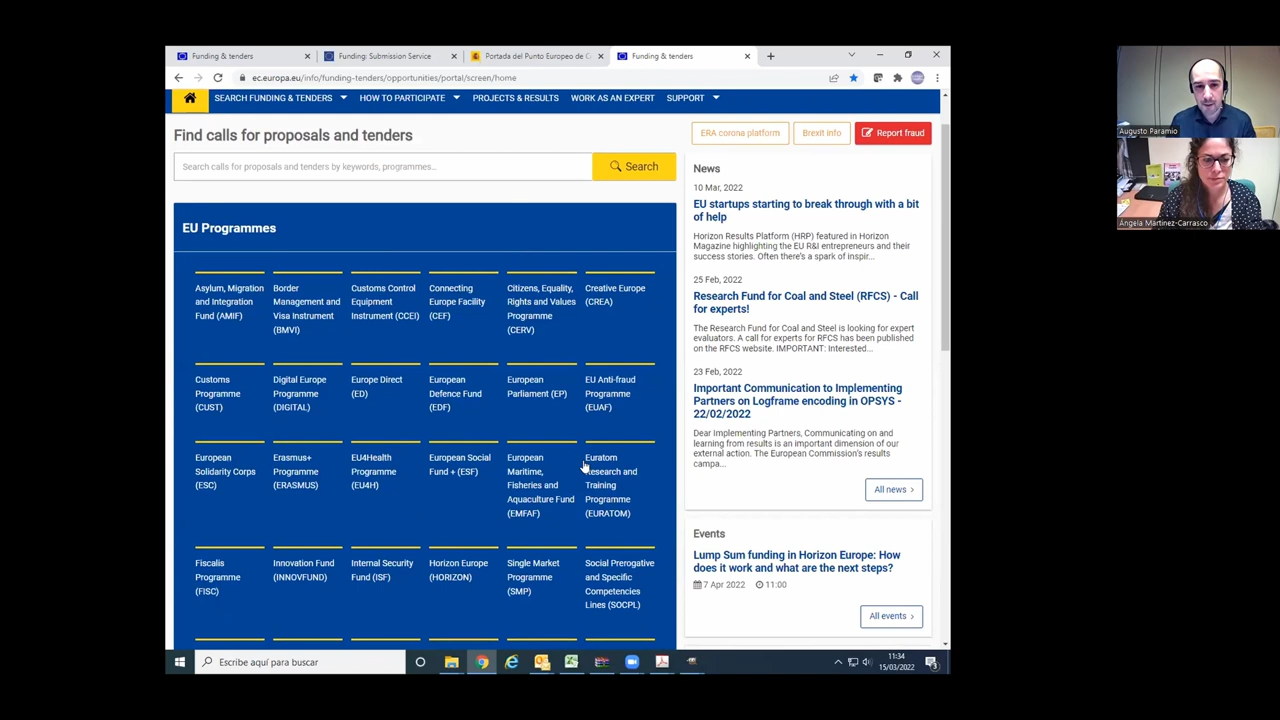 Funding & tenders
Funding: Submission Service
Portada del Punto Europeo de C
Funding & tenders
ec.europa.eu/info/funding-tenders/opportunities/portal/screen/home
SEARCH FUNDING & TENDERS
HOW TO PARTICIPATE
PROJECTS & RESULTS
WORK AS AN EXPERT
SUPPORT
Find calls for proposals and tenders
ERA corona platform
Brexit info
Report fraud
Search calls for proposals and tenders by keywords, programmes...
Search
EU Programmes
Asylum, Migration
and Integration
Fund (AMIF)
Border
Management and
Visa Instrument
(BMVI)
Customs Control
Equipment
Instrument (CCEI)
Connecting
Europe Facility
(CEF)
Citizens, Equality,
Rights and Values
Programme
(CERV)
Creative Europe
(CREA)
Customs
Programme
(CUST)
Digital Europe
Programme
(DIGITAL)
Europe Direct
(ED)
European
Defence Fund
(EDF)
European
Parliament (EP)
EU Anti-fraud
Programme
(EUAF)
European
Solidarity Corps
(ESC)
Erasmus+
Programme
(ERASMUS)
EU4Health
Programme
(EU4H)
European Social
Fund + (ESF)
European
Maritime,
Fisheries and
Aquaculture Fund
(EMFAF)
Euratom
Research and
Training
Programme
(EURATOM)
Fiscalis
Programme
(FISC)
Innovation Fund
(INNOVFUND)
Internal Security
Fund (ISF)
Horizon Europe
(HORIZON)
Single Market
Programme
(SMP)
Social Prerogative
and Specific
Competencies
Lines (SOCPL)
News
10 Mar, 2022
EU startups starting to break through with a bit
of help
Horizon Results Platform (HRP) featured in Horizon
Magazine highlighting the EU R&I entrepreneurs and their
success stories. Often there's a spark of inspir...
25 Feb, 2022
Research Fund for Coal and Steel (RFCS) - Call
for experts!
The Research Fund for Coal and Steel is looking for expert
evaluators. A call for experts for RFCS has been published
on the RFCS website. IMPORTANT: Interested...
23 Feb, 2022
Important Communication to Implementing
Partners on Logframe encoding in OPSYS -
22/02/2022
Dear Implementing Partners, Communicating on and
learning from results is an important dimension of our
external action. The European Commission's results
campa...
All news
Events
Lump Sum funding in Horizon Europe: How
does it work and what are the next steps?
7 Apr 2022 11:00
All events
Escribe aquí para buscar
11:34
15/03/2022
3
Augusto Paramio
Angela Martinez-Carrasco